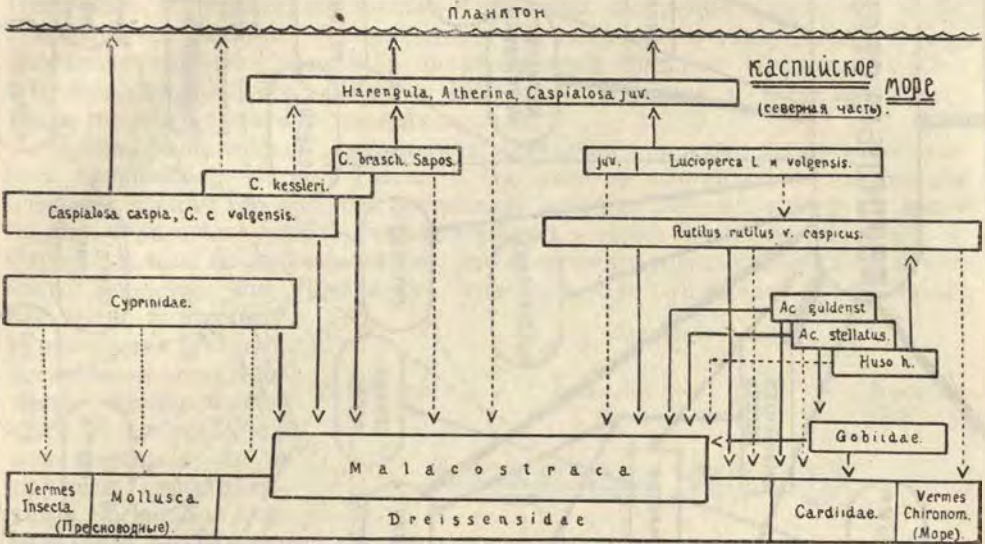 Планктон
каспийское море
(северная часть).
Harengula, Atherina, Caspialosa juv.
C. brasch. Sapos.
juv. Lucioperca l. и volgensis.
C. kessleri.
Caspialosa caspia, C. c volgensis.
Rutilus rutilus v. caspicus.
Cyprinidae.
Ac guldenst
Ac. stellatus.
Huso h.
Gobiidae.
Malacostraca
Vermes
Insecta.
(Пресноводные).
Mollusca.
Dreissensidae
Cardiidae.
Vermes
Chironom.
(Море).